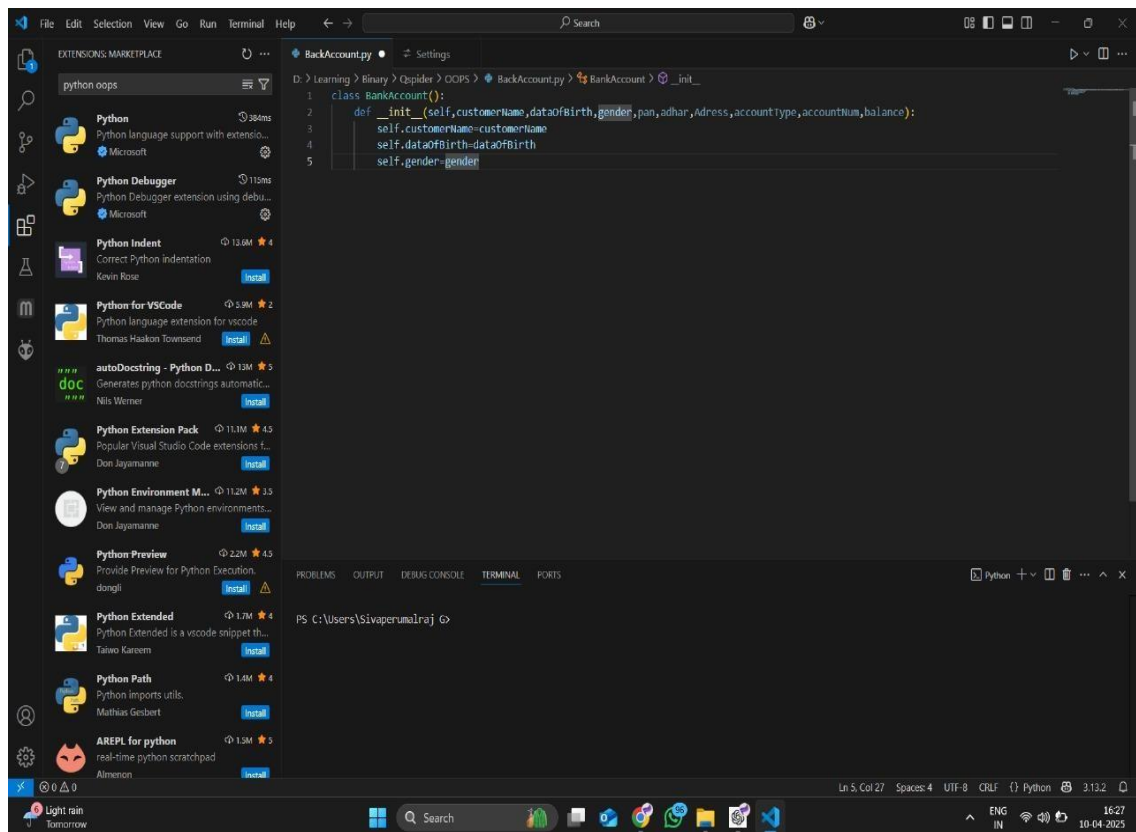 File Edit Selection View Go Run Terminal Help
Search
EXTENSIONS: MARKETPLACE
python oops
Python 384ms
Python language support with extensio...
Microsoft
Python Debugger 115ms
Python Debugger extension using debu...
Microsoft
Python Indent 13.6M 4
Correct Python indentation
Kevin Rose Install
Python for VSCode 5.9M 2
Python language extension for vscode
Thomas Haakon Townsend Install
autoDocstring - Python D... 13M 5
Generates python docstrings automatic...
Nils Werner Install
Python Extension Pack 11.1M 4.5
Popular Visual Studio Code extensions f...
Don Jayamanne Install
Python Environment M... 11.2M 3.5
View and manage Python environments...
Don Jayamanne Install
Python Preview 2.2M 4.5
Provide Preview for Python Execution.
dongli Install
Python Extended 1.7M 4
Python Extended is a vscode snippet th...
Taiwo Kareem Install
Python Path 1.4M 4
Python imports utils.
Mathias Gesbert Install
AREPL for python 1.5M 5
real-time python scratchpad
Almenon Install
BackAccount.py Settings
D: > Learning > Binary > Qspider > OOPS > BackAccount.py > BankAccount > __init__
1 class BankAccount():
2 def __init__(self,customerName,dataOfBirth,gender,pan,adhar,Adress,accountType,accountNum,balance):
3 self.customerName=customerName
4 self.dataOfBirth=dataOfBirth
5 self.gender=gender
PROBLEMS OUTPUT DEBUG CONSOLE TERMINAL PORTS
Python
PS C:\Users\Sivaperumalraj G>
0 0 Ln 5, Col 27 Spaces: 4 UTF-8 CRLF {} Python 3.13.2
6 Light rain
Tomorrow
Search
96
ENG
IN
16:27
10-04-2025